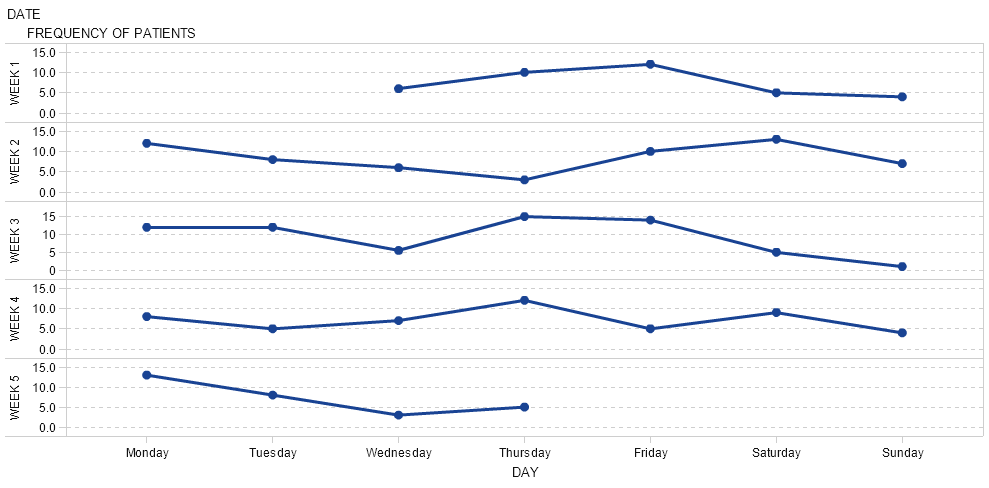 DATE
FREQUENCY OF PATIENTS
WEEK 1
15.0
10.0
5.0
0.0
WEEK 2
15.0
10.0
5.0
0.0
WEEK 3
15
10
5
0
WEEK 4
15.0
10.0
5.0
0.0
WEEK 5
15.0
10.0
5.0
0.0
Monday Tuesday Wednesday Thursday Friday Saturday Sunday
DAY